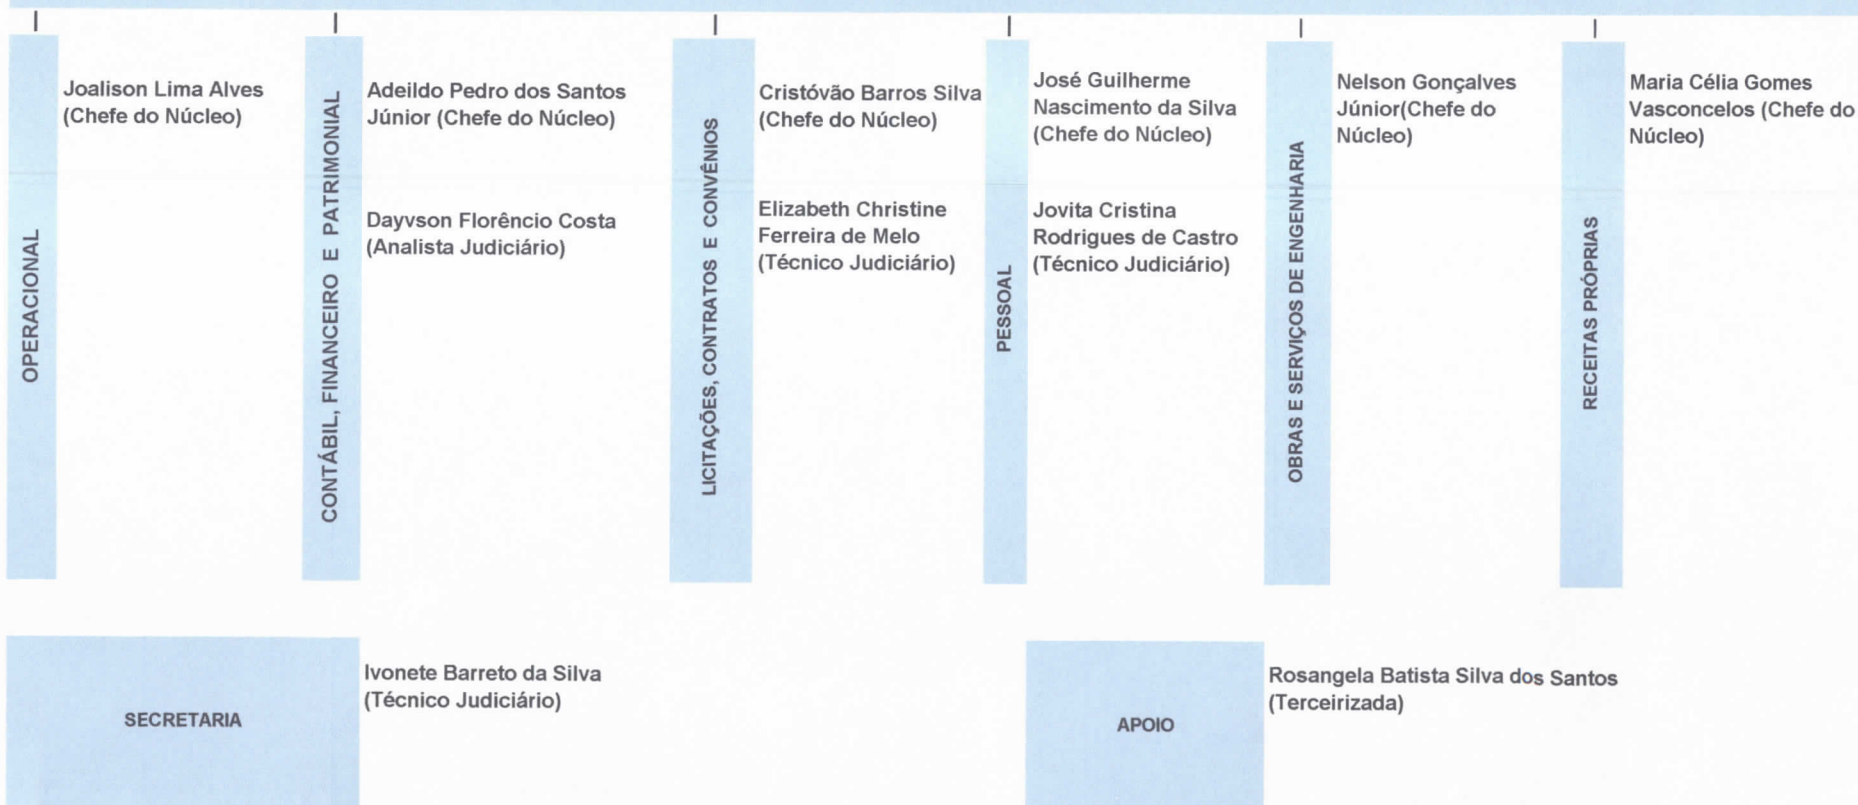 OPERACIONAL
Joalison Lima Alves
(Chefe do Núcleo)
CONTÁBIL, FINANCEIRO E PATRIMONIAL
Adeildo Pedro dos Santos
Júnior (Chefe do Núcleo)
Dayvson Florêncio Costa
(Analista Judiciário)
LICITAÇÕES, CONTRATOS E CONVÊNIOS
Cristóvão Barros Silva
(Chefe do Núcleo)
Elizabeth Christine
Ferreira de Melo
(Técnico Judiciário)
PESSOAL
José Guilherme
Nascimento da Silva
(Chefe do Núcleo)
Jovita Cristina
Rodrigues de Castro
(Técnico Judiciário)
OBRAS E SERVIÇOS DE ENGENHARIA
Nelson Gonçalves
Júnior(Chefe do
Núcleo)
RECEITAS PRÓPRIAS
Maria Célia Gomes
Vasconcelos (Chefe do
Núcleo)
SECRETARIA
Ivonete Barreto da Silva
(Técnico Judiciário)
APOIO
Rosangela Batista Silva dos Santos
(Terceirizada)